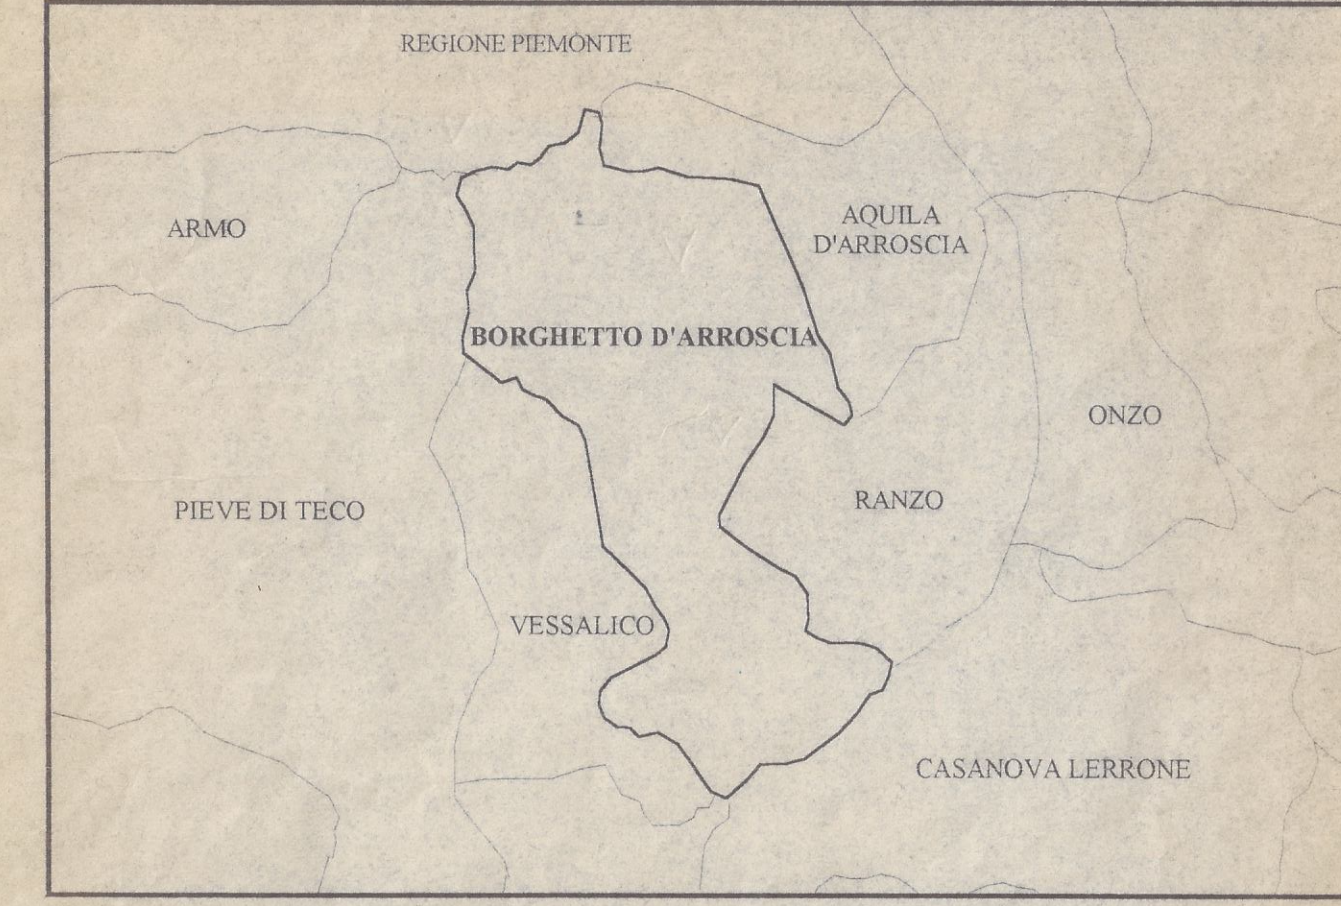 REGIONE PIEMONTE
ARMO
AQUILA
D'ARROSCIA
BORGHETTO D'ARROSCIA
ONZO
PIEVE DI TECO
RANZO
VESSALICO
CASANOVA LERRONE